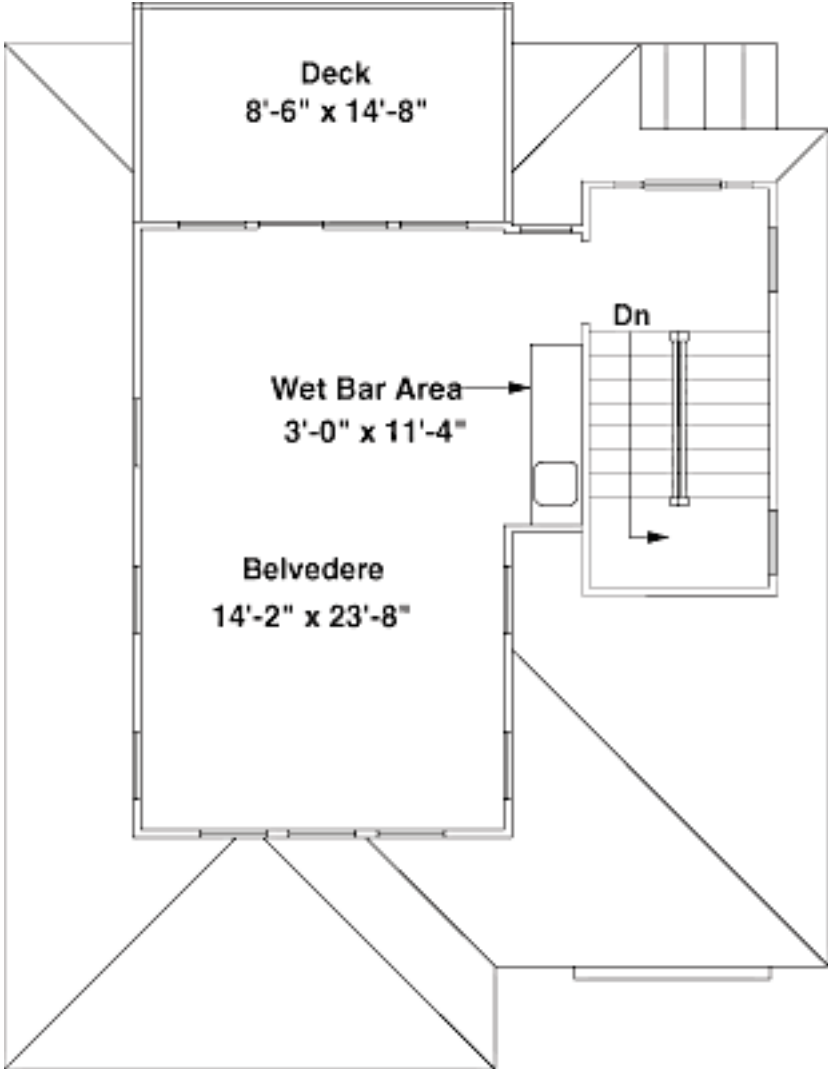 Deck
8'-6" x 14'-8"
Dn
Wet Bar Area
3'-0" x 11'-4"
Belvedere
14'-2" x 23'-8"